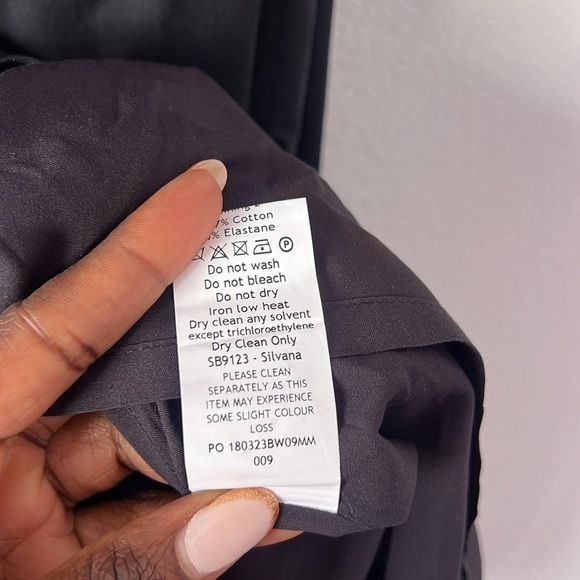 Cotton
Elastane
P
Do not wash
Do not bleach
Do not dry
Iron low heat
Dry clean any solvent
except trichloroethylene
Dry Clean Only
SB9123 - Silvana
PLEASE CLEAN
SEPARATELY AS THIS
ITEM MAY EXPERIENCE
SOME SLIGHT COLOUR
LOSS
PO 180323BW09MM
009